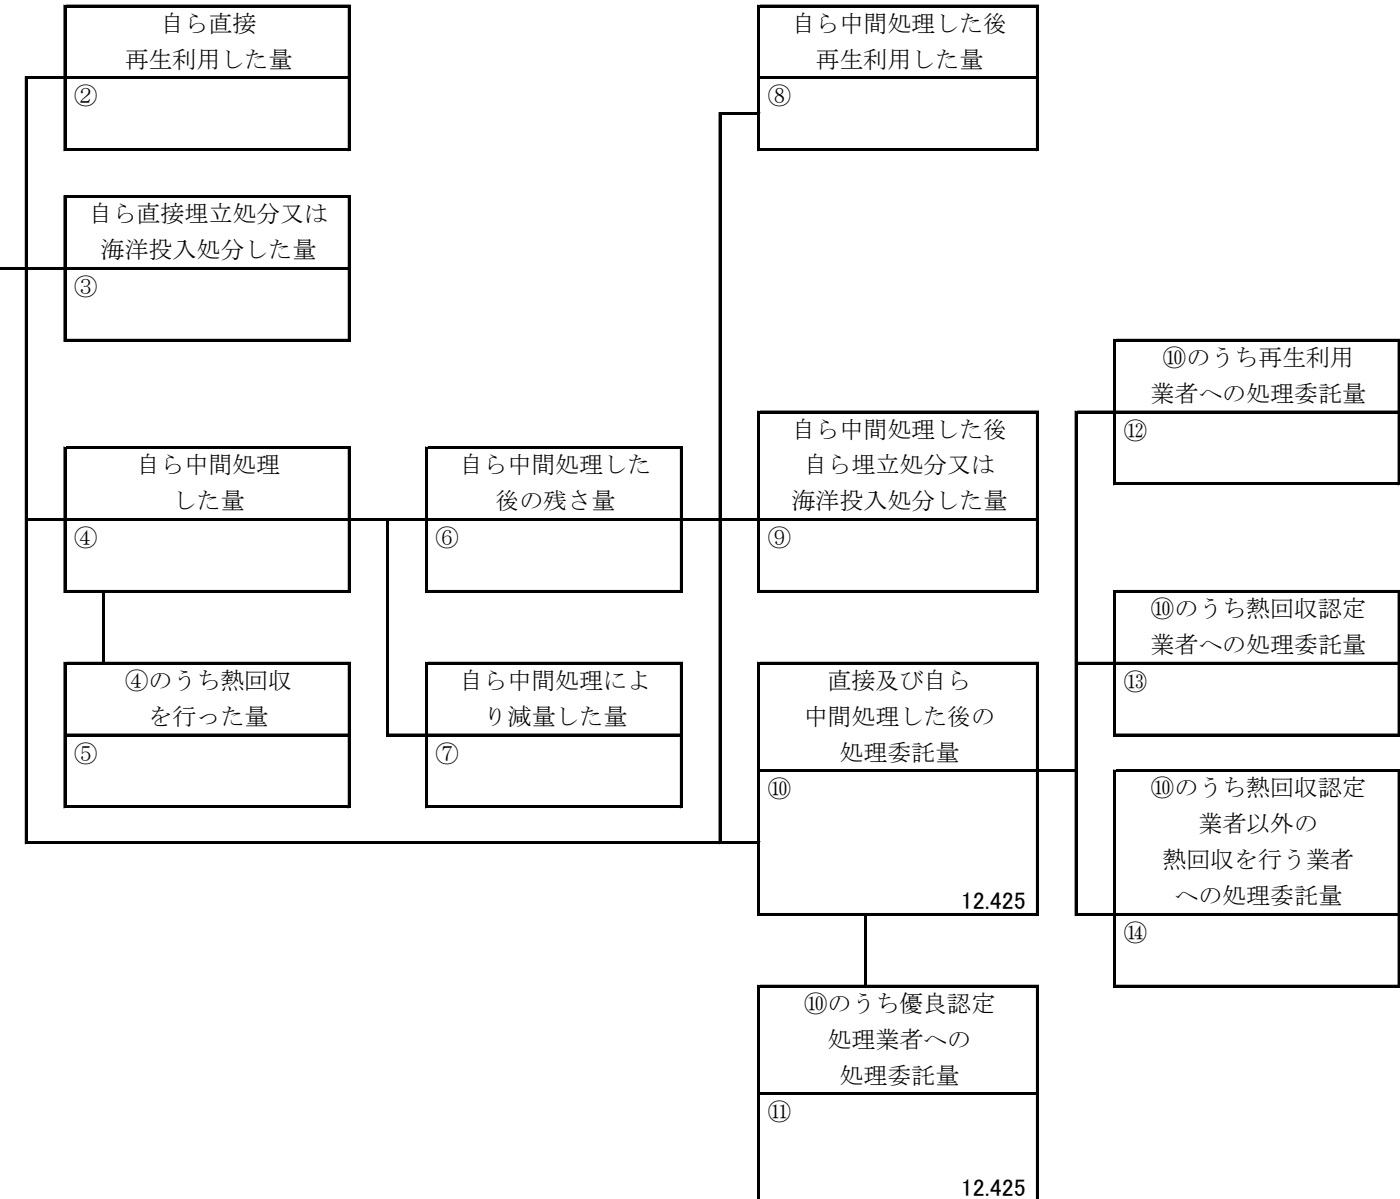 自ら直接
再生利用した量
②
自ら中間処理した後
再生利用した量
⑧
自ら直接埋立処分又は
海洋投入処分した量
③
⑩のうち再生利用
業者への処理委託量
⑫
自ら中間処理
した量
④
自ら中間処理した
後の残さ量
⑥
自ら中間処理した後
自ら埋立処分又は
海洋投入処分した量
⑨
⑩のうち熱回収認定
業者への処理委託量
⑬
④のうち熱回収
を行った量
⑤
自ら中間処理によ
り減量した量
⑦
直接及び自ら
中間処理した後の
処理委託量
⑩
12.425
⑩のうち熱回収認定
業者以外の
熱回収を行う業者
への処理委託量
⑭
⑩のうち優良認定
処理業者への
処理委託量
⑪
12.425